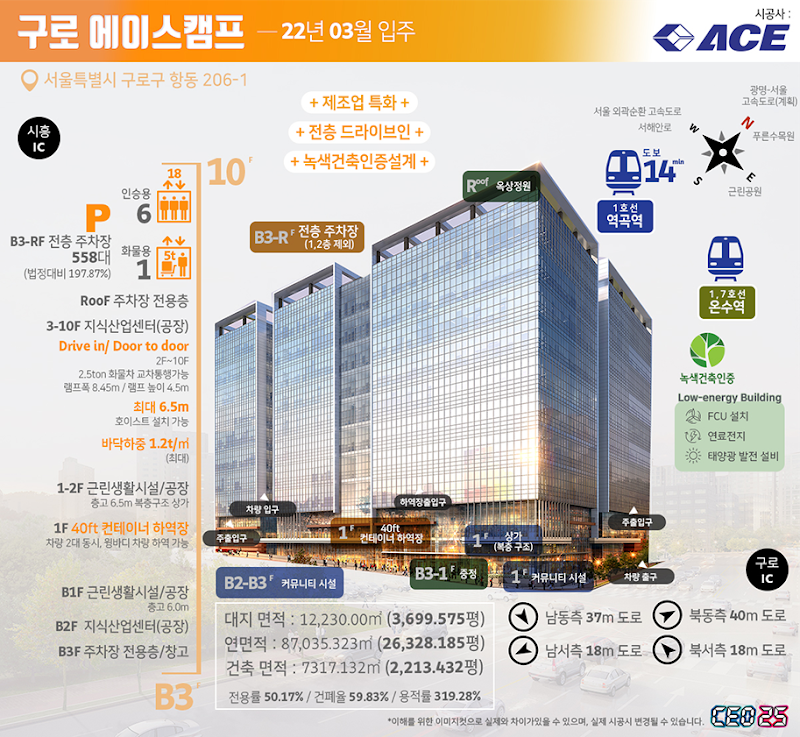 구로 에이스캠프 — 22년 03월 입주
시공사 :
ACE
서울특별시 구로구 항동 206-1
+ 제조업 특화 +
+ 전층 드라이브인 +
+ 녹색건축인증설계 +
시흥
IC
10F
18
인승용
6
P
B3-RF 전층 주차장
558대
(법정대비 197.87%)
화물용
1
5t
RooF 주차장 전용층
3-10F 지식산업센터(공장)
Drive in/ Door to door
2F~10F
2.5ton 화물차 교차통행가능
램프폭 8.45m / 램프 높이 4.5m
최대 6.5m
호이스트 설치 가능
바닥하중 1.2t/㎡
(최대)
1-2F 근린생활시설/공장
층고 6.5m 복층구조 상가
1F 40ft 컨테이너 하역장
차량 2대 동시, 윙바디 차량 하역 가능
B1F 근린생활시설/공장
층고 6.0m
B2F 지식산업센터(공장)
B3F 주차장 전용층/창고
B3F
Roof 옥상정원
B3-RF 전층 주차장
(1,2층 제외)
광명-서울
고속도로(계획)
서울 외곽순환 고속도로
서해안로
W
N
S
E
푸른수목원
근린공원
도보
14min
1호선
역곡역
1,7호선
온수역
녹색건축인증
Low-energy Building
FCU 설치
연료전지
태양광 발전 설비
차량 입구
하역장출입구
주출입구
주출입구
1F 40ft
컨테이너 하역장
1F 상가
(복층 구조)
B2-B3F 커뮤니티 시설
B3-1F 중정
1F 커뮤니티 시설
차량 출구
구로
IC
대지 면적 : 12,230.00㎡ (3,699.575평)
연면적 : 87,035.323㎡ (26,328.185평)
건축 면적 : 7317.132㎡ (2,213.432평)
전용률 50.17% / 건폐율 59.83% / 용적률 319.28%
남동측 37m 도로
북동측 40m 도로
남서측 18m 도로
북서측 18m 도로
*이해를 위한 이미지컷으로 실제와 차이가있을 수 있으며, 실제 시공시 변경될 수 있습니다.
CEO25